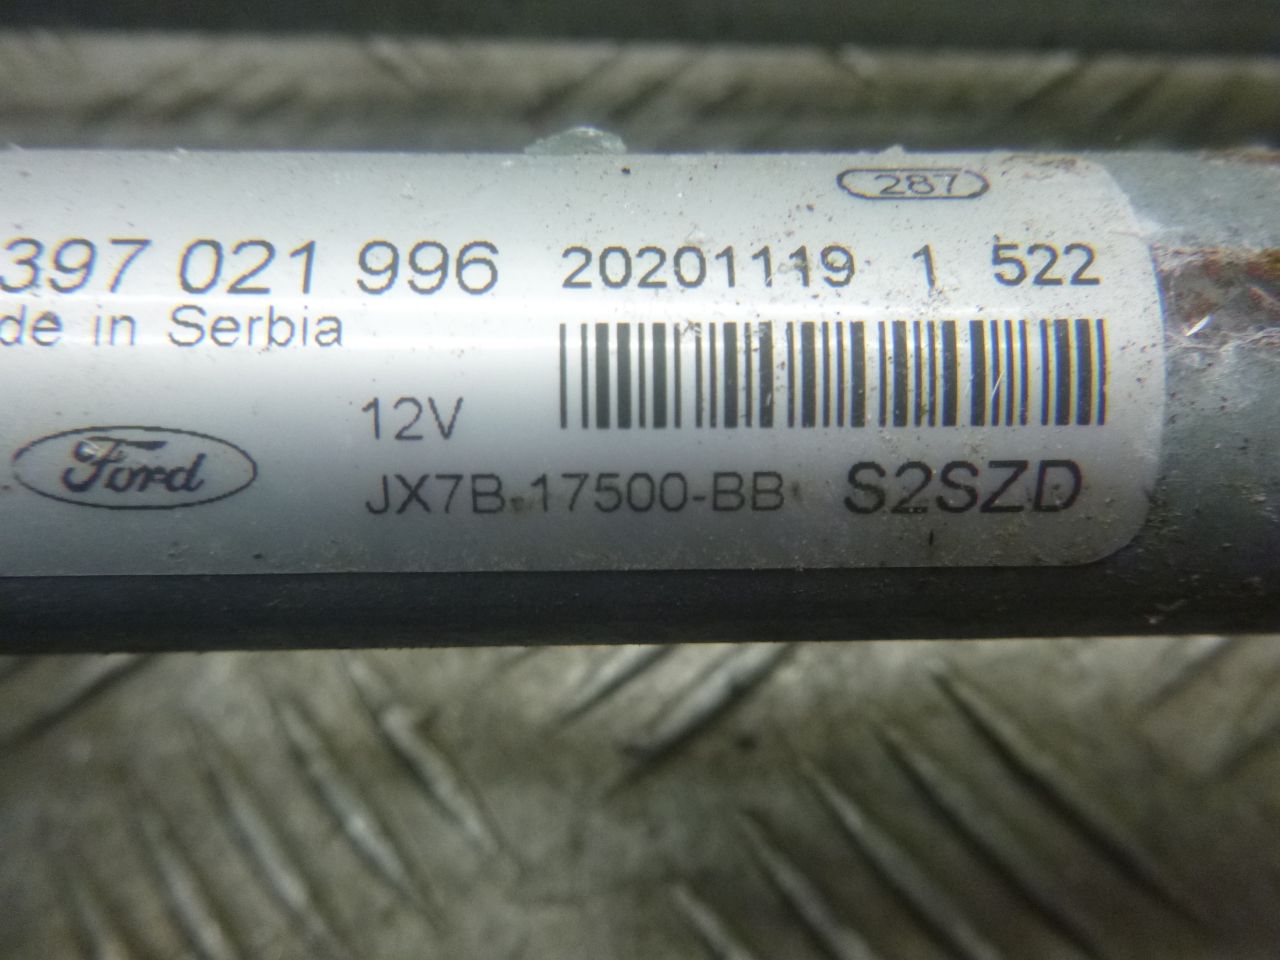 287
397 021 996 20201119 1 522
de in Serbia
12V
Ford
JX7B-17500-BB S2SZD